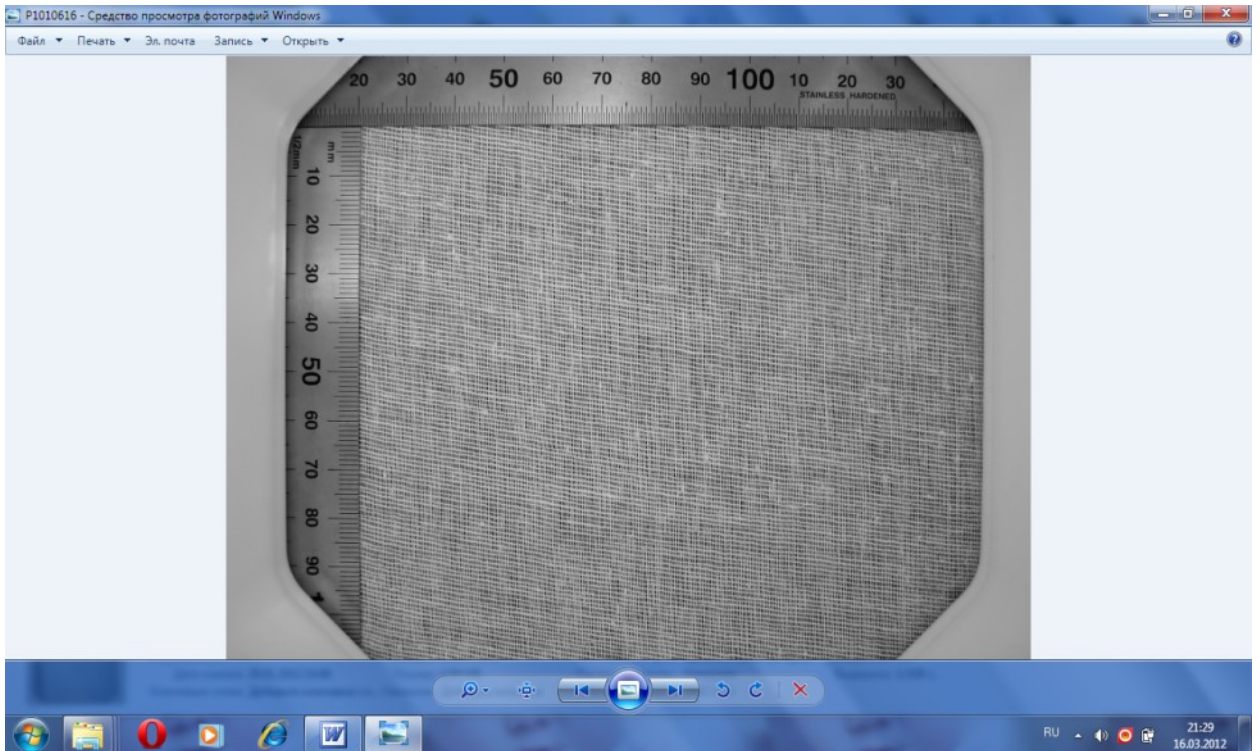 P1010616 - Средство просмотра фотографий Windows
Файл Печать Эл. почта Запись Открыть
20 30 40 50 60 70 80 90 100 10 20 30
STAINLESS HARDENED
1/2mm
mm
10
20
30
40
50
60
70
80
90
RU
21:29
16.03.2012